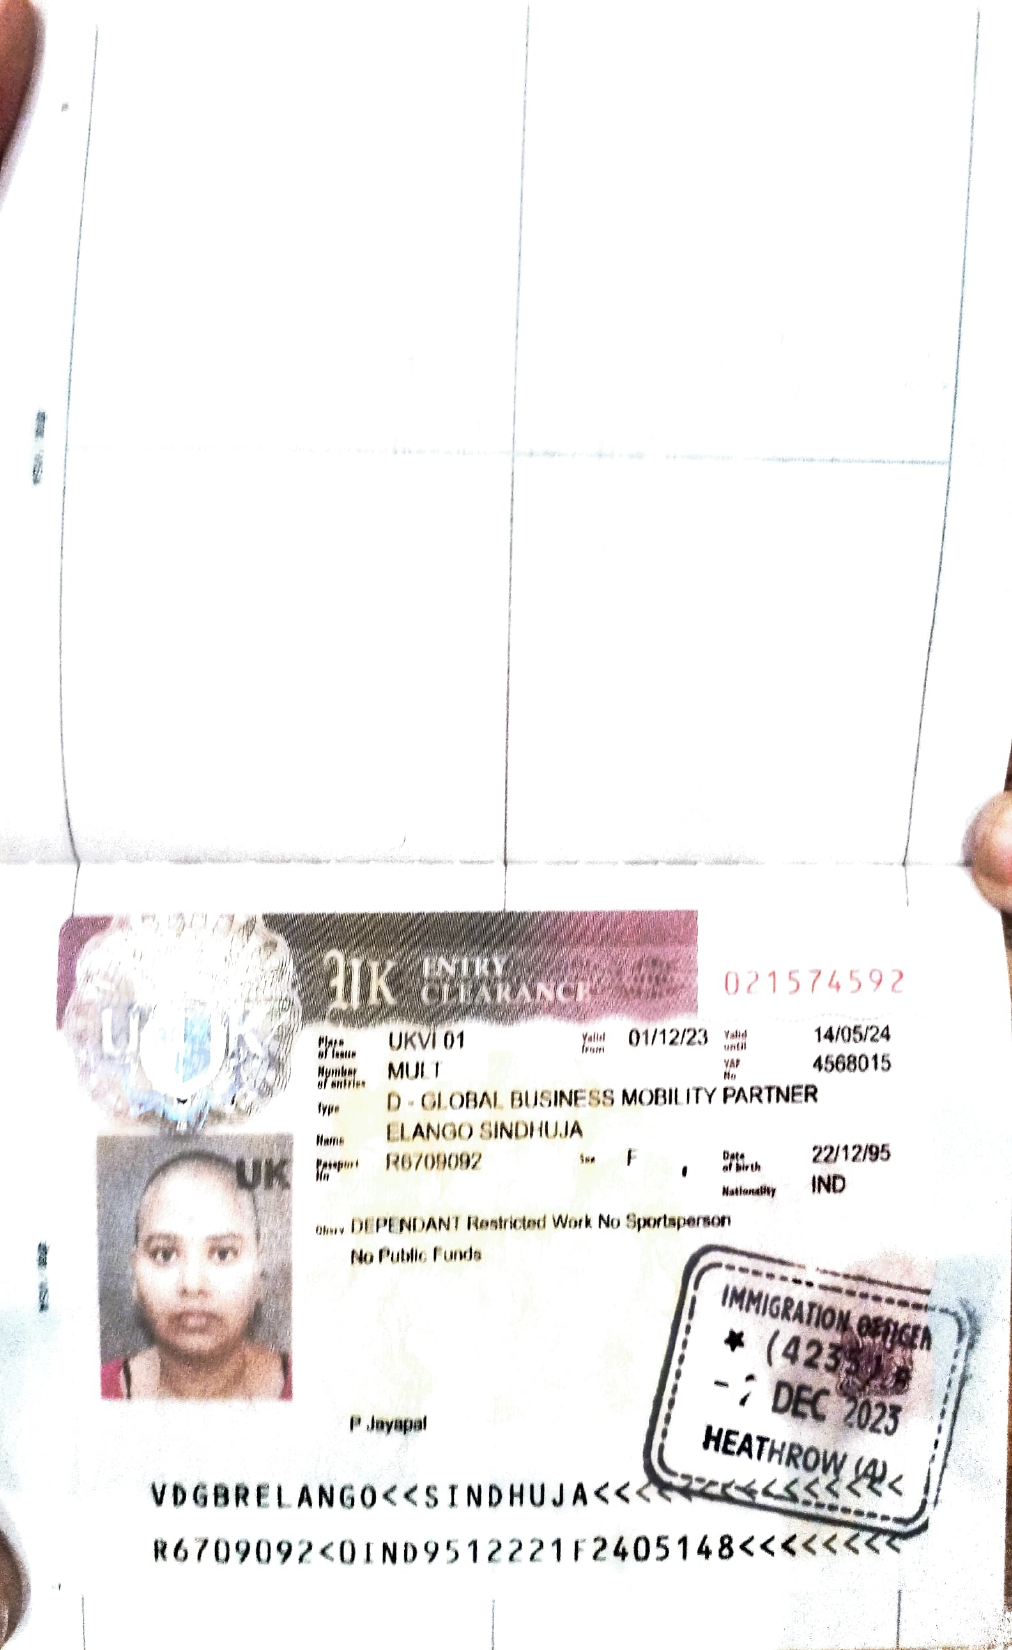 UK ENTRY CLEARANCE
021574592
Place of Issue UKVI 01 Valid from 01/12/23 Valid until 14/05/24
Number of entries MULT VAF No 4568015
Type D - GLOBAL BUSINESS MOBILITY PARTNER
Name ELANGO SINDHUJA
Passport No R6709092 Sex F Date of birth 22/12/95
Nationality IND
Observ DEPENDANT Restricted Work No Sportsperson
No Public Funds
UK
UK
P Jayapal
IMMIGRATION OFFICER
DEC 2023
HEATHROW (4)
VDGBRELANGO<<SINDHUJA<<<<<<<<<<<<<<<
R6709092<0IND9512221F2405148<<<<<<<<